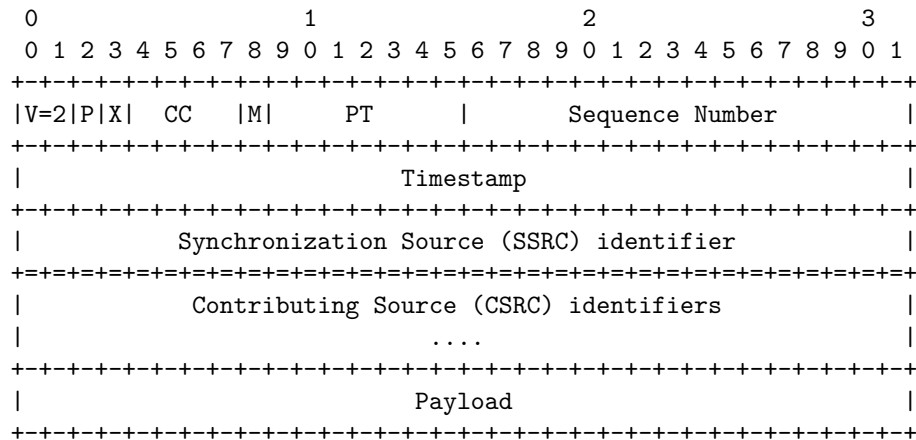 0                   1                   2                   3
 0 1 2 3 4 5 6 7 8 9 0 1 2 3 4 5 6 7 8 9 0 1 2 3 4 5 6 7 8 9 0 1
+-+-+-+-+-+-+-+-+-+-+-+-+-+-+-+-+-+-+-+-+-+-+-+-+-+-+-+-+-+-+-+-+
|V=2|P|X|  CC   |M|     PT      |       Sequence Number         |
+-+-+-+-+-+-+-+-+-+-+-+-+-+-+-+-+-+-+-+-+-+-+-+-+-+-+-+-+-+-+-+-+
|                           Timestamp                           |
+-+-+-+-+-+-+-+-+-+-+-+-+-+-+-+-+-+-+-+-+-+-+-+-+-+-+-+-+-+-+-+-+
|           Synchronization Source (SSRC) identifier            |
+=+=+=+=+=+=+=+=+=+=+=+=+=+=+=+=+=+=+=+=+=+=+=+=+=+=+=+=+=+=+=+=+
|            Contributing Source (CSRC) identifiers             |
|                             ....                              |
+-+-+-+-+-+-+-+-+-+-+-+-+-+-+-+-+-+-+-+-+-+-+-+-+-+-+-+-+-+-+-+-+
|                            Payload                            |
+-+-+-+-+-+-+-+-+-+-+-+-+-+-+-+-+-+-+-+-+-+-+-+-+-+-+-+-+-+-+-+-+